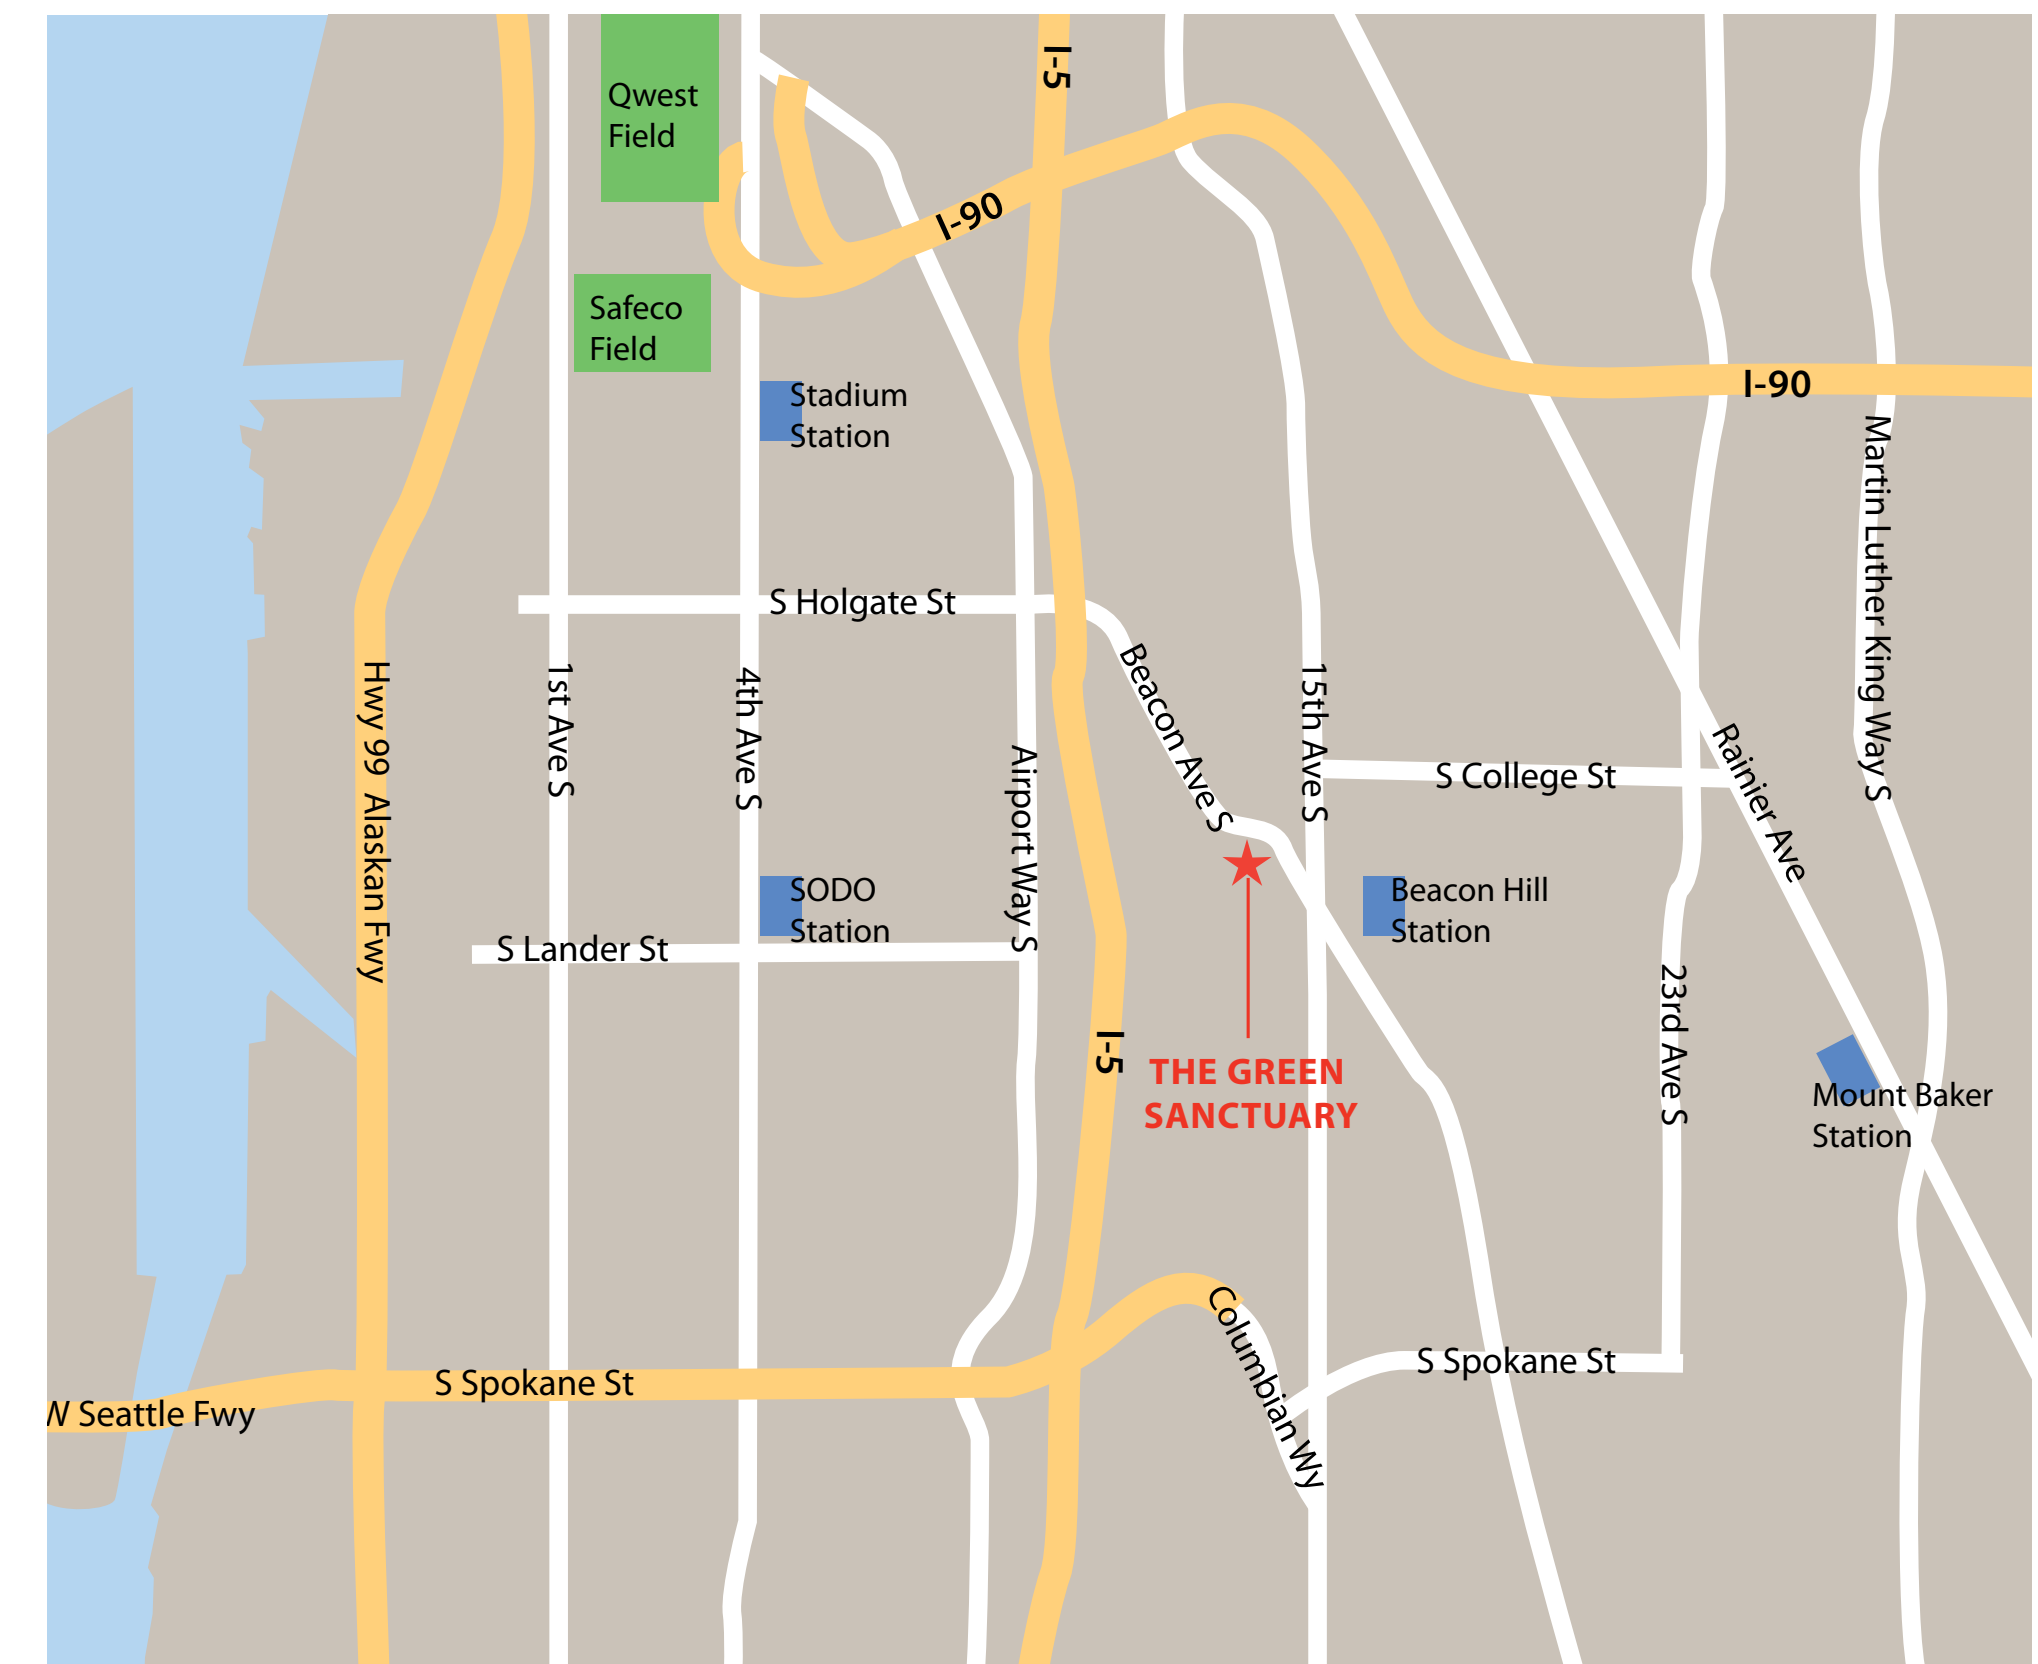 I-5
Qwest
Field
I-90
Safeco
Field
I-90
Stadium
Station
Martin Luther King Way S
S Holgate St
Beacon Ave S
Hwy 99 Alaskan Fwy
1st Ave S
4th Ave S
15th Ave S
Airport Way S
S College St
Rainier Ave
SODO
Station
Beacon Hill
Station
S Lander St
23rd Ave S
I-5
THE GREEN
SANCTUARY
Mount Baker
Station
Columbian Wy
S Spokane St
S Spokane St
W Seattle Fwy